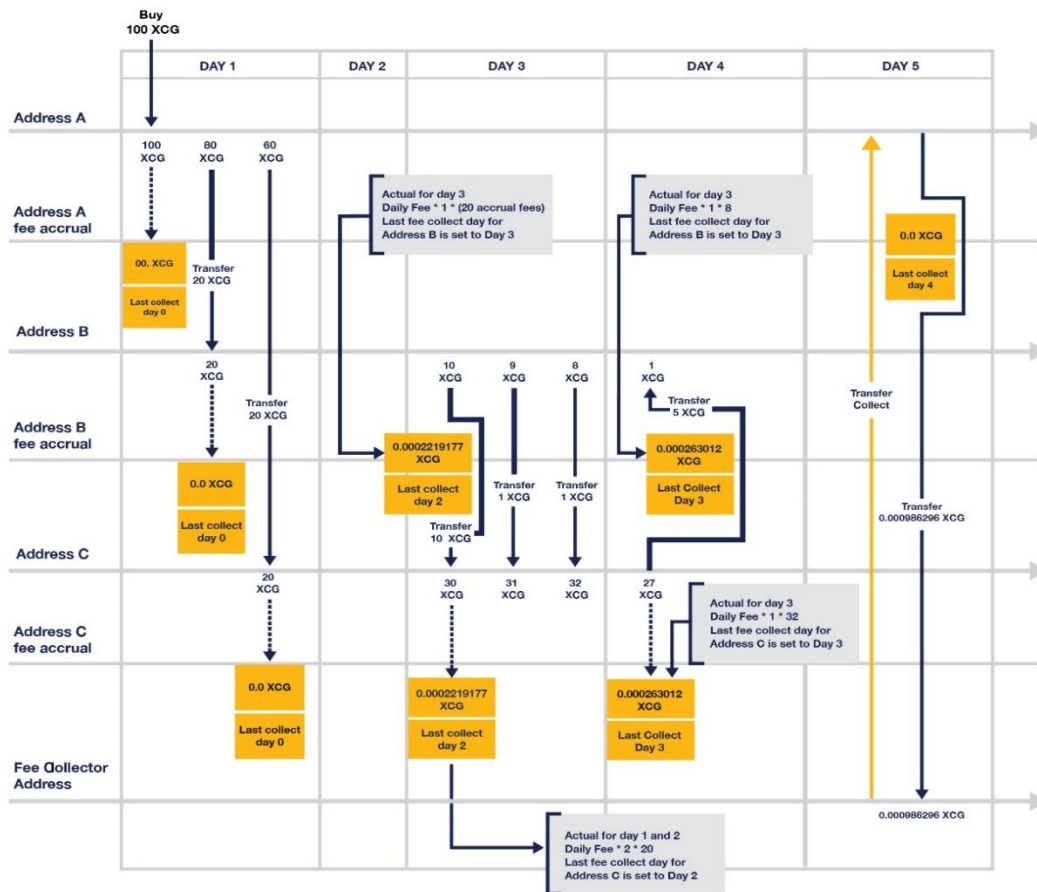 Buy
100 XCG
DAY 1
DAY 2
DAY 3
DAY 4
DAY 5
Address A
100
XCG
80
XCG
60
XCG
Address A
fee accrual
Actual for day 3
Daily Fee * 1 * (20 accrual fees)
Last fee collect day for
Address B is set to Day 3
Actual for day 3
Daily Fee * 1 * 8
Last fee collect day for
Address B is set to Day 3
0.0 XCG
Last collect
day 4
00. XCG
Last collect
day 0
Transfer
20 XCG
Address B
20
XCG
10
XCG
9
XCG
8
XCG
1
XCG
Transfer
5 XCG
Transfer
20 XCG
Transfer
Collect
Address B
fee accrual
0.0002219177
XCG
Last collect
day 2
0.000263012
XCG
Last Collect
Day 3
0.0 XCG
Last collect
day 0
Transfer
1 XCG
Transfer
1 XCG
Transfer
10 XCG
Transfer
0.000986296 XCG
Address C
20
XCG
30
XCG
31
XCG
32
XCG
27
XCG
Actual for day 3
Daily Fee * 1 * 32
Last fee collect day for
Address C is set to Day 3
Address C
fee accrual
0.0 XCG
Last collect
day 0
0.0002219177
XCG
Last collect
day 2
0.000263012
XCG
Last Collect
Day 3
Fee Collector
Address
0.000986296 XCG
Actual for day 1 and 2
Daily Fee * 2 * 20
Last fee collect day for
Address C is set to Day 2